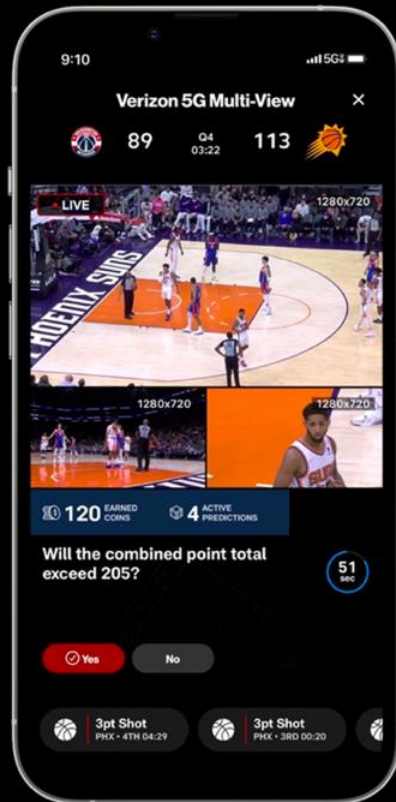 9:10
5G
Verizon 5G Multi-View
89
Q4
03:22
113
LIVE
1280x720
PHOENIX SUNS
1280x720
1280x720
120 EARNED COINS
4 ACTIVE PREDICTIONS
Will the combined point total
exceed 205?
51
sec
Yes
No
3pt Shot
PHX • 4TH 04:29
3pt Shot
PHX • 3RD 00:20